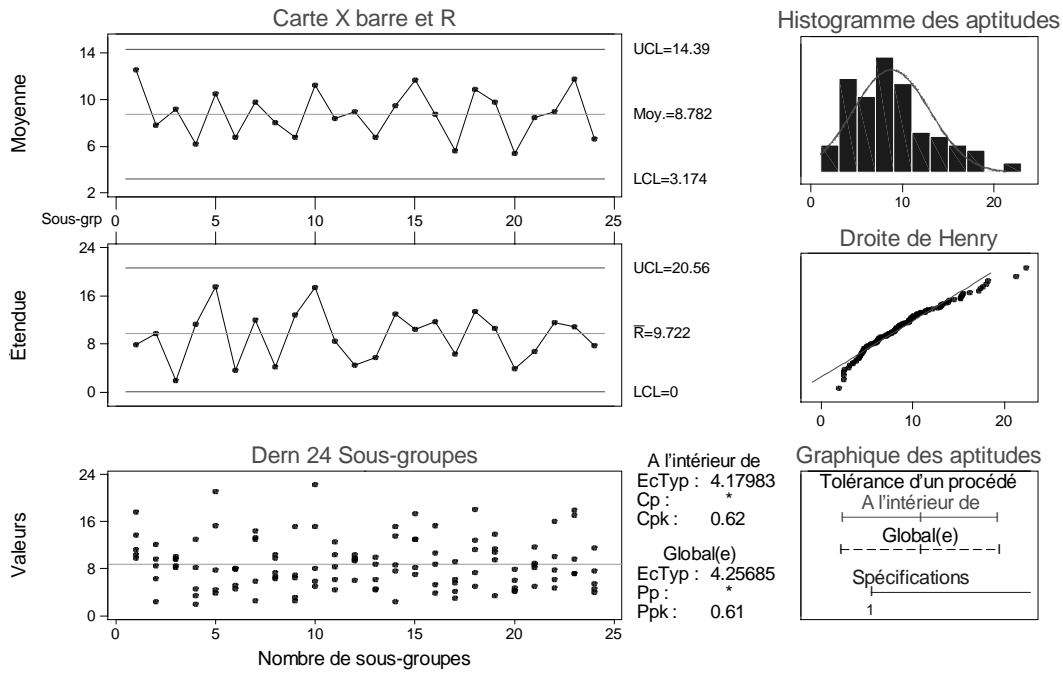 Carte X barre et R
Moyenne
14
10
6
2
UCL=14.39
Moy.=8.782
LCL=3.174
Sous-grp
0
5
10
15
20
25
Étendue
24
16
8
0
UCL=20.56
R=9.722
LCL=0
Dern 24 Sous-groupes
Valeurs
24
16
8
0
0
5
10
15
20
25
Nombre de sous-groupes
A l'intérieur de
EcTyp : 4.17983
Cp : *
Cpk : 0.62
Global(e)
EcTyp : 4.25685
Pp : *
Ppk : 0.61
Histogramme des aptitudes
0
10
20
Droite de Henry
0
10
20
Graphique des aptitudes
Tolérance d'un procédé
A l'intérieur de
Global(e)
Spécifications
1